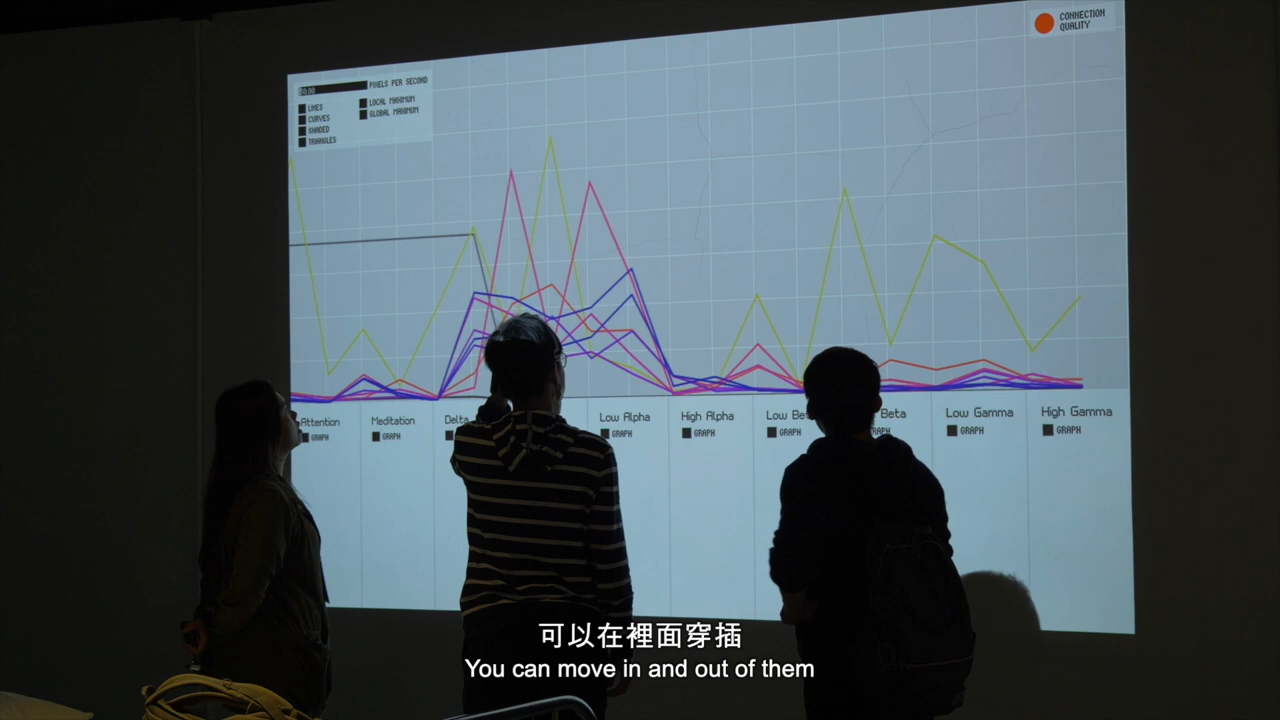 CONNECTION
QUALITY
PIXELS PER SECOND
LINES
CURVES
SHADED
TRIANGLES
LOCAL MAXIMUM
GLOBAL MAXIMUM
Attention
GRAPH
Meditation
GRAPH
Delta
Low Alpha
GRAPH
High Alpha
GRAPH
Low
GRAPH
Beta
GRAPH
Low Gamma
GRAPH
High Gamma
GRAPH
可以在裡面穿插
You can move in and out of them